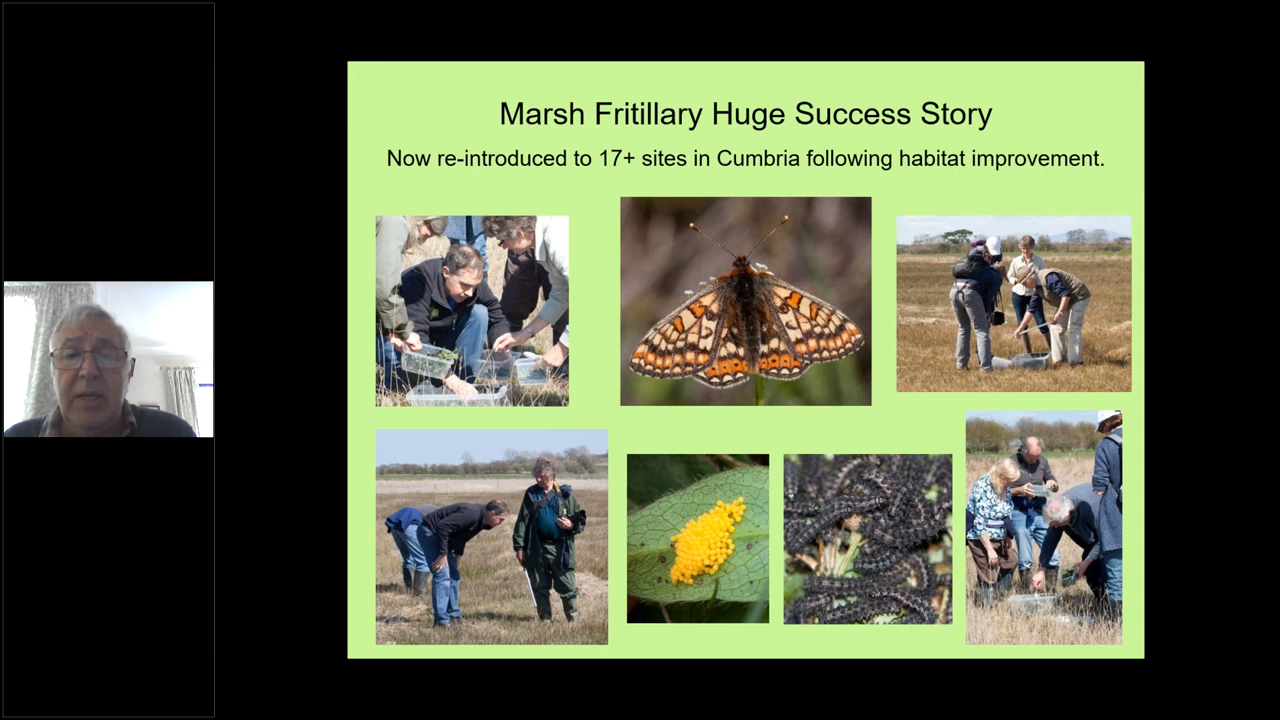 Marsh Fritillary Huge Success Story
Now re-introduced to 17+ sites in Cumbria following habitat improvement.